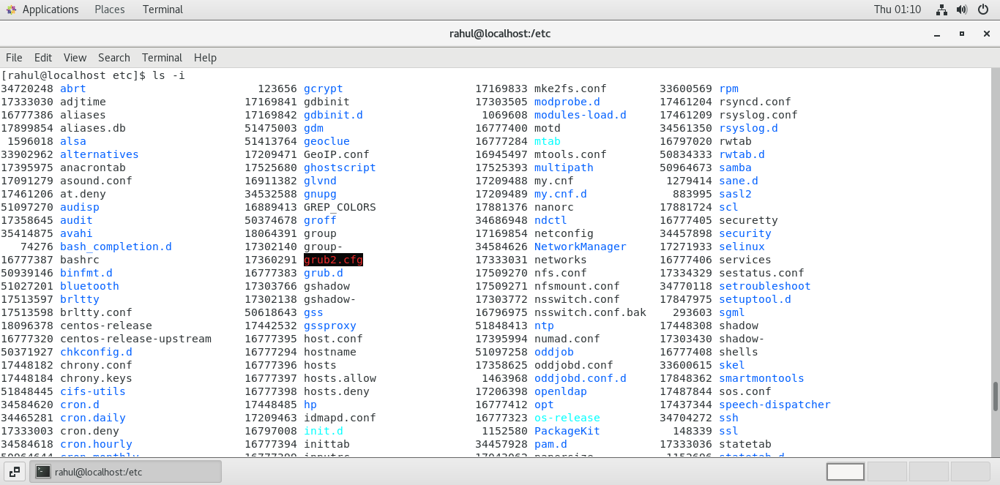 Applications Places Terminal Thu 01:10
rahul@localhost:/etc
File Edit View Search Terminal Help
[rahul@localhost etc]$ ls -i
34720248 abrt 123656 gcrypt 17169833 mke2fs.conf 33600569 rpm
17333030 adjtime 17169841 gdbinit 17303505 modprobe.d 17461204 rsyncd.conf
16777386 aliases 17169842 gdbinit.d 1069608 modules-load.d 17461209 rsyslog.conf
17899854 aliases.db 51475003 gdm 16777400 motd 34561350 rsyslog.d
1596018 alsa 51413764 geoclue 16777284 mtab 16797020 rwtab
33902962 alternatives 17209471 GeoIP.conf 16945497 mtools.conf 50834333 rwtab.d
17395975 anacrontab 17525680 ghostscript 17525393 multipath 50964673 samba
17091279 asound.conf 16911382 glvnd 17209488 my.cnf 1279414 sane.d
17461206 at.deny 34532588 gnupg 17209489 my.cnf.d 883995 sasl2
51097270 audisp 16889413 GREP_COLORS 17881376 nanorc 17881724 scl
17358645 audit 50374678 groff 34686948 ndctl 16777405 securetty
35414875 avahi 18064391 group 17169854 netconfig 34457898 security
74276 bash_completion.d 17302140 group- 34584626 NetworkManager 17271933 selinux
16777387 bashrc 17360291 grub2.cfg 17333031 networks 16777406 services
50939146 binfmt.d 16777383 grub.d 17509270 nfs.conf 17334329 sestatus.conf
51027201 bluetooth 17303766 gshadow 17509271 nfsmount.conf 34770118 setroubleshoot
17513597 brltty 17302138 gshadow- 17303772 nsswitch.conf 17847975 setuptool.d
17513598 brltty.conf 50618643 gss 16796975 nsswitch.conf.bak 293603 sgml
18096378 centos-release 17442532 gssproxy 51848413 ntp 17448308 shadow
16777320 centos-release-upstream 16777395 host.conf 17395994 numad.conf 17303430 shadow-
50371927 chkconfig.d 16777294 hostname 51097258 oddjob 16777408 shells
17448182 chrony.conf 16777396 hosts 17358625 oddjobd.conf 33600615 skel
17448184 chrony.keys 16777397 hosts.allow 1463968 oddjobd.conf.d 17848362 smartmontools
51848445 cifs-utils 16777398 hosts.deny 17206398 openldap 17487844 sos.conf
34584620 cron.d 17448485 hp 16777412 opt 17437344 speech-dispatcher
34465281 cron.daily 17209463 idmapd.conf 16777323 os-release 34704272 ssh
17333003 cron.deny 16797008 init.d 1152580 PackageKit 148339 ssl
34584618 cron.hourly 16777394 inittab 34457928 pam.d 17333036 statetab
rahul@localhost:/etc